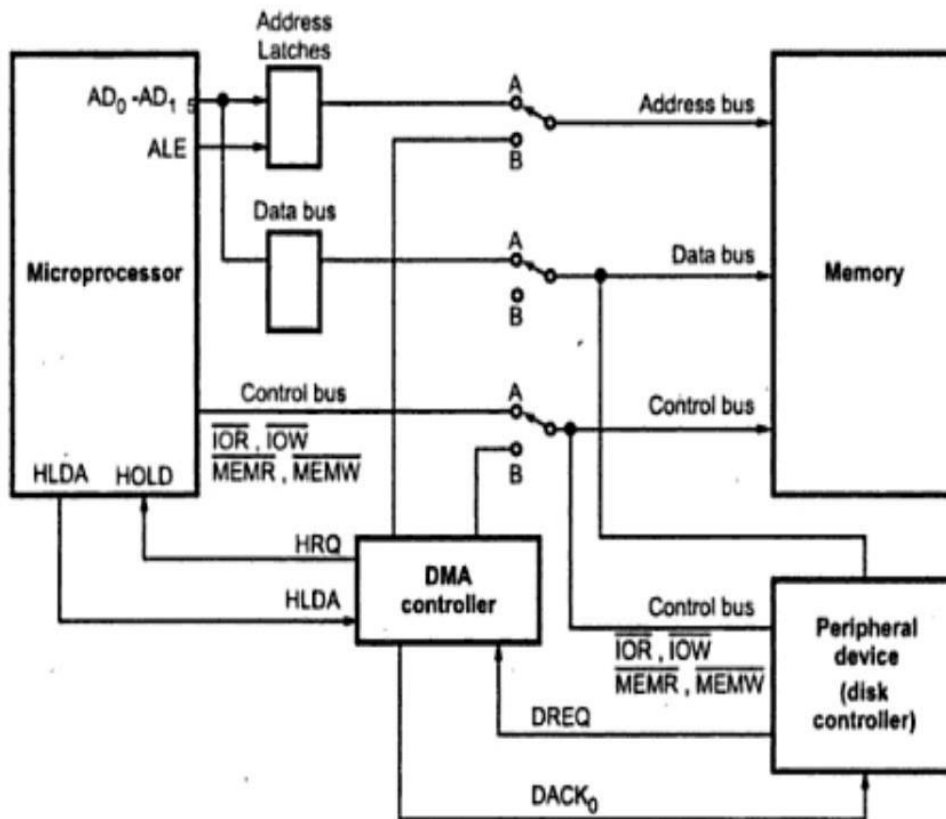 Address
Latches
AD0 -AD1 5
ALE
A
Address bus
B
Data bus
A
Data bus
Microprocessor
Memory
B
Control bus
A
Control bus
IOR , IOW
MEMR , MEMW
B
HLDA HOLD
HRQ
DMA
controller
HLDA
Control bus
IOR , IOW
MEMR , MEMW
Peripheral
device
(disk
controller)
DREQ
DACK0